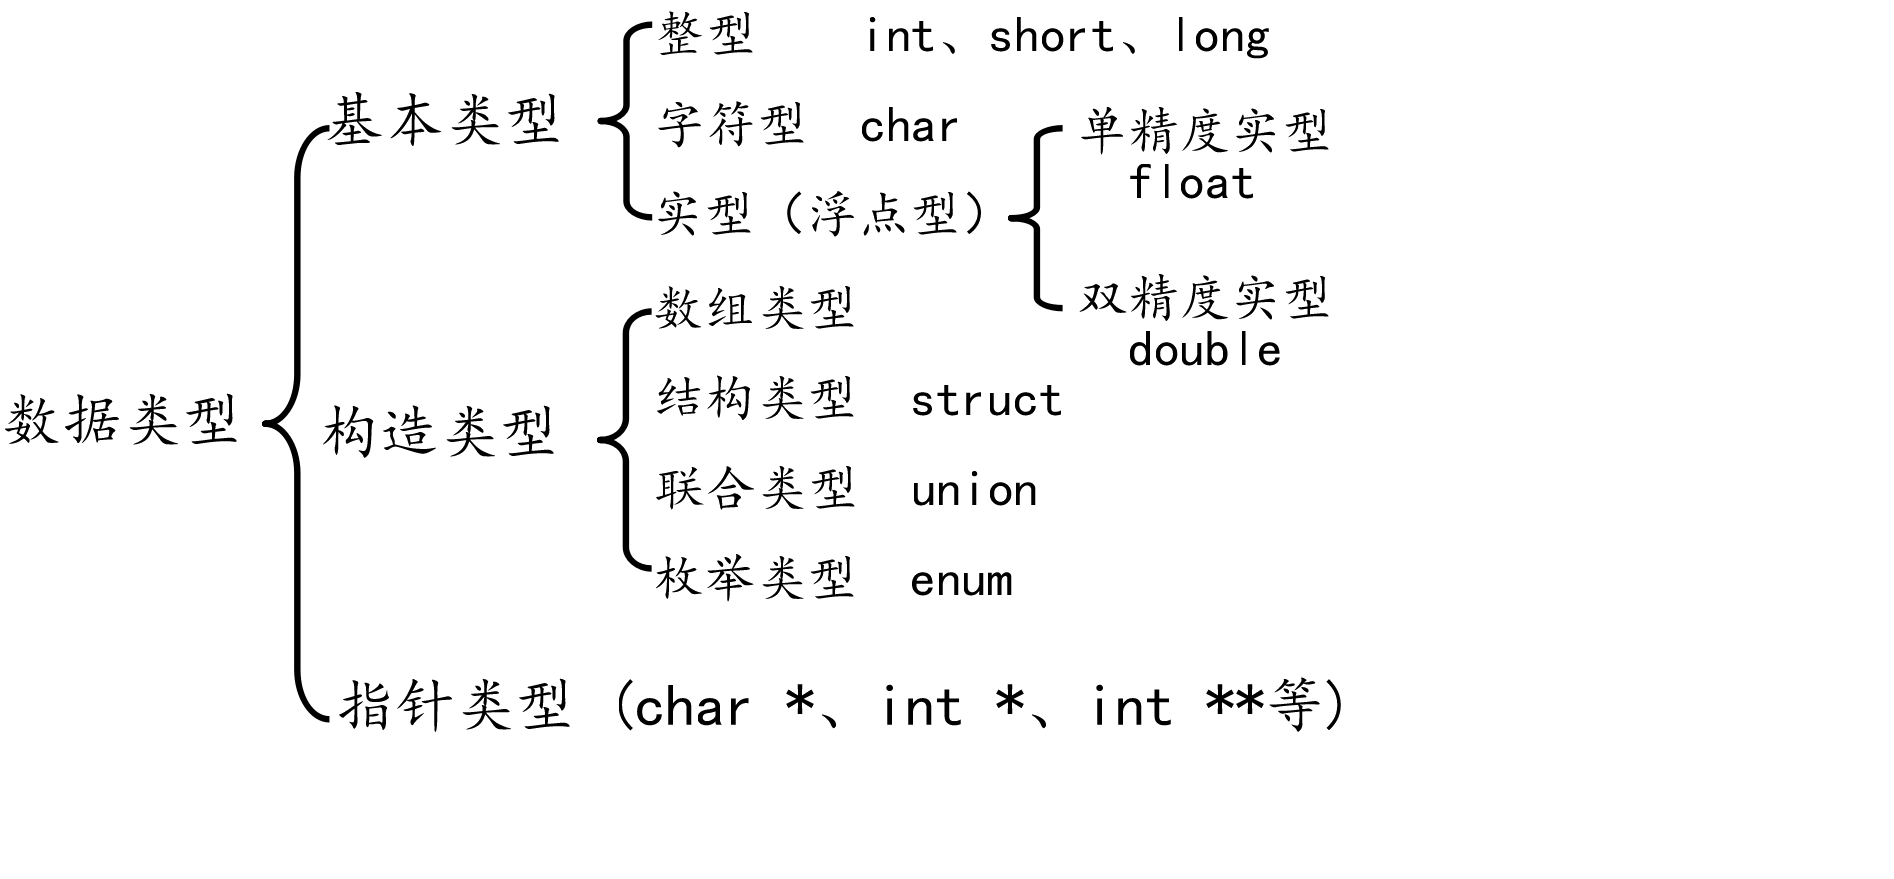 整型 int、short、long
基本类型
字符型 char
单精度实型
float
实型（浮点型）
双精度实型
double
数组类型
数据类型
构造类型
结构类型 struct
联合类型 union
枚举类型 enum
指针类型 (char *、int *、int **等)